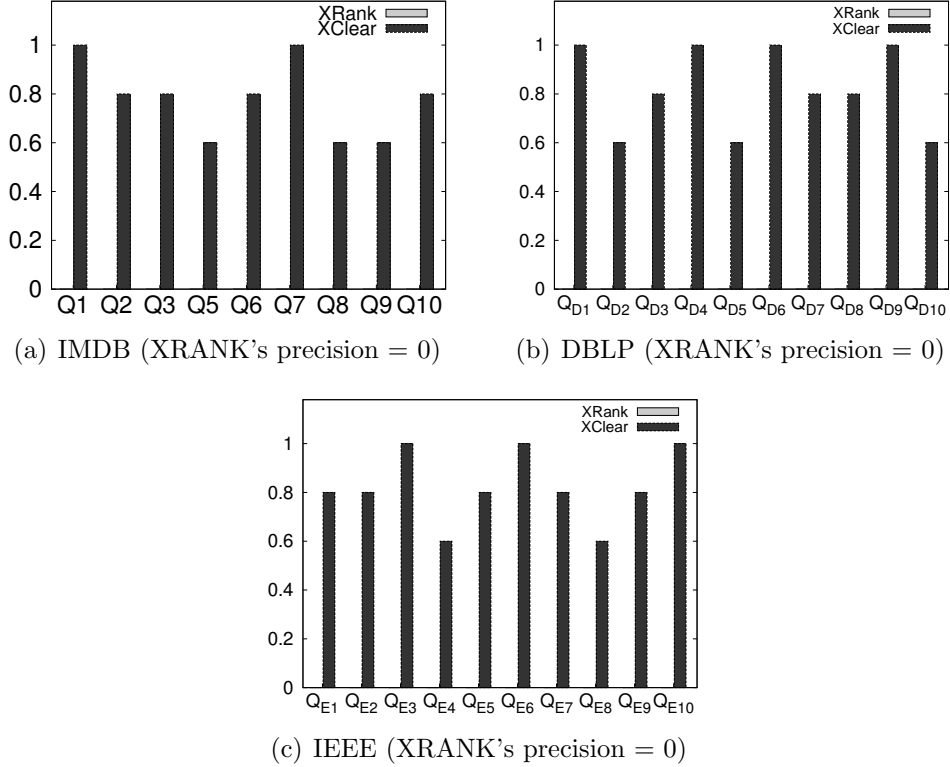 XRank
XClear
1
0.8
0.6
0.4
0.2
0
Q1 Q2 Q3 Q5 Q6 Q7 Q8 Q9 Q10
(a) IMDB (XRANK's precision = 0)
XRank
XClear
1
0.8
0.6
0.4
0.2
0
QD1 QD2 QD3 QD4 QD5 QD6 QD7 QD8 QD9 QD10
(b) DBLP (XRANK's precision = 0)
XRank
XClear
1
0.8
0.6
0.4
0.2
0
QE1 QE2 QE3 QE4 QE5 QE6 QE7 QE8 QE9 QE10
(c) IEEE (XRANK's precision = 0)